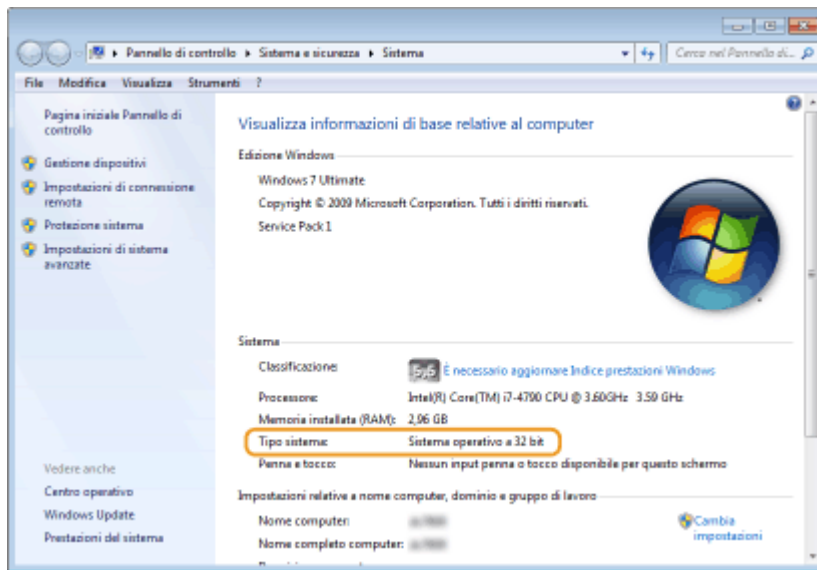 Pannello di controllo ▸ Sistema e sicurezza ▸ Sistema
Cerca nel Pannello di...
File Modifica Visualizza Strumenti ?
Pagina iniziale Pannello di
controllo
Gestione dispositivi
Impostazioni di connessione
remota
Protezione sistema
Impostazioni di sistema
avanzate
Vedere anche
Centro operativo
Windows Update
Prestazioni del sistema
Visualizza informazioni di base relative al computer
Edizione Windows
Windows 7 Ultimate
Copyright © 2009 Microsoft Corporation. Tutti i diritti riservati.
Service Pack 1
Sistema
Classificazione: 5,5 È necessario aggiornare Indice prestazioni Windows
Processore: Intel(R) Core(TM) i7-4790 CPU @ 3.60GHz 3.59 GHz
Memoria installata (RAM): 2,96 GB
Tipo sistema: Sistema operativo a 32 bit
Penna e tocco: Nessun input penna o tocco disponibile per questo schermo
Impostazioni relative a nome computer, dominio e gruppo di lavoro
Nome computer:
Cambia
impostazioni
Nome completo computer: